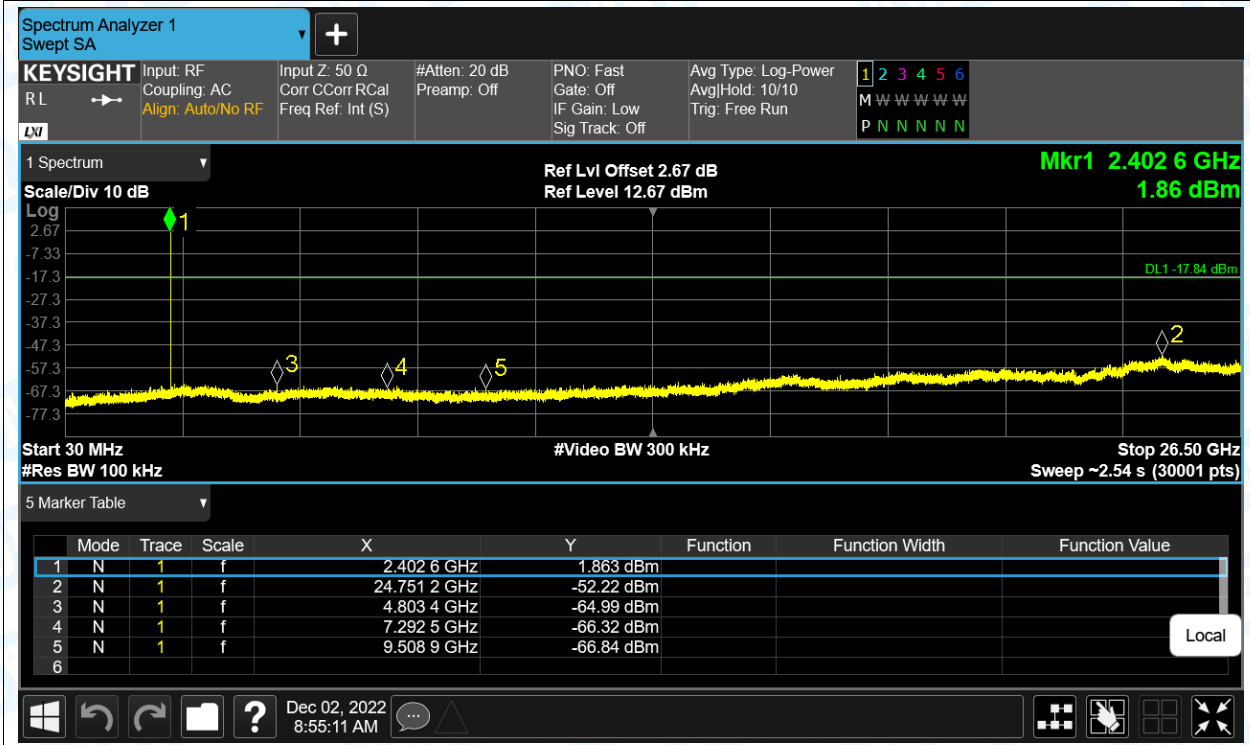 Spectrum Analyzer 1
Swept SA
+
KEYSIGHT
R L
LXI
Input: RF
Coupling: AC
Align: Auto/No RF
Input Z: 50 Ω
Corr CCorr RCal
Freq Ref: Int (S)
#Atten: 20 dB
Preamp: Off
PNO: Fast
Gate: Off
IF Gain: Low
Sig Track: Off
Avg Type: Log-Power
Avg|Hold: 10/10
Trig: Free Run
1 2 3 4 5 6
M W W W W W
P N N N N N
1 Spectrum
Scale/Div 10 dB
Ref Lvl Offset 2.67 dB
Ref Level 12.67 dBm
Mkr1 2.402 6 GHz
1.86 dBm
Log
2.67
-7.33
-17.3
-27.3
-37.3
-47.3
-57.3
-67.3
-77.3
1
DL1 -17.84 dBm
2
3
4
5
Start 30 MHz
#Video BW 300 kHz
Stop 26.50 GHz
#Res BW 100 kHz
Sweep ~2.54 s (30001 pts)
5 Marker Table
Mode Trace Scale X Y Function Function Width Function Value
1 N 1 f 2.402 6 GHz 1.863 dBm
2 N 1 f 24.751 2 GHz -52.22 dBm
3 N 1 f 4.803 4 GHz -64.99 dBm
4 N 1 f 7.292 5 GHz -66.32 dBm
5 N 1 f 9.508 9 GHz -66.84 dBm
6
Local
?
Dec 02, 2022
8:55:11 AM